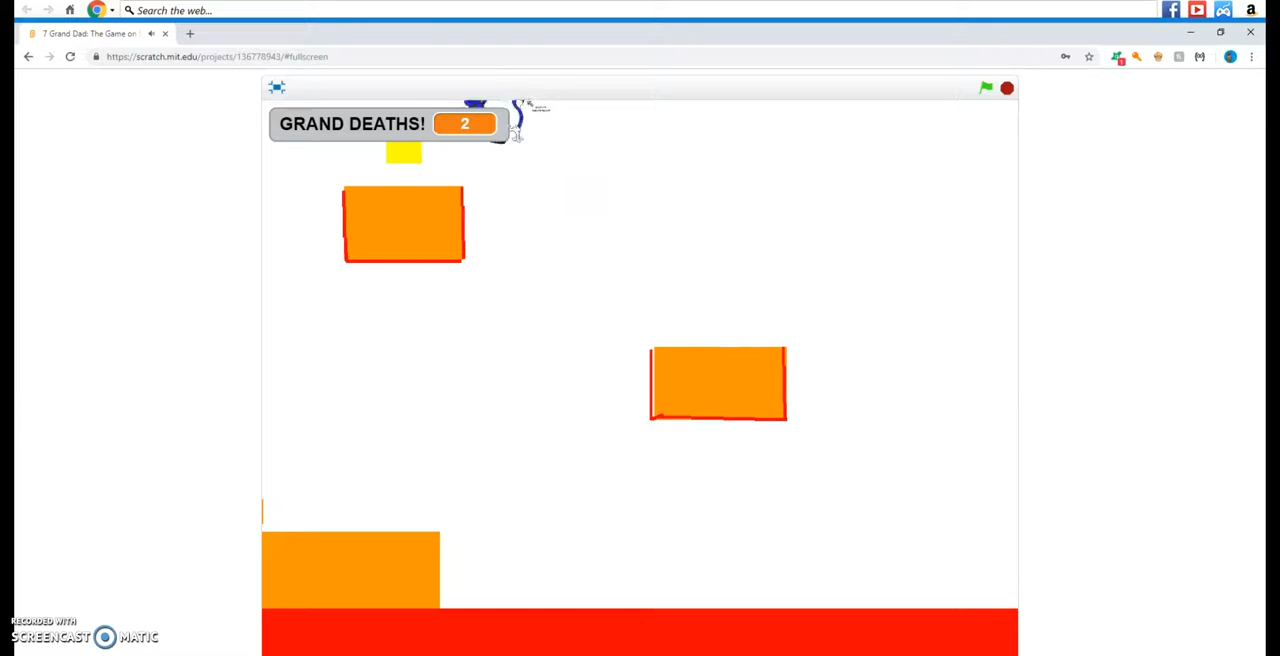 Search the web...
7 Grand Dad: The Game on
https://scratch.mit.edu/projects/136778943/#fullscreen
GRAND DEATHS! 2
RECORDED WITH
SCREENCAST MATIC